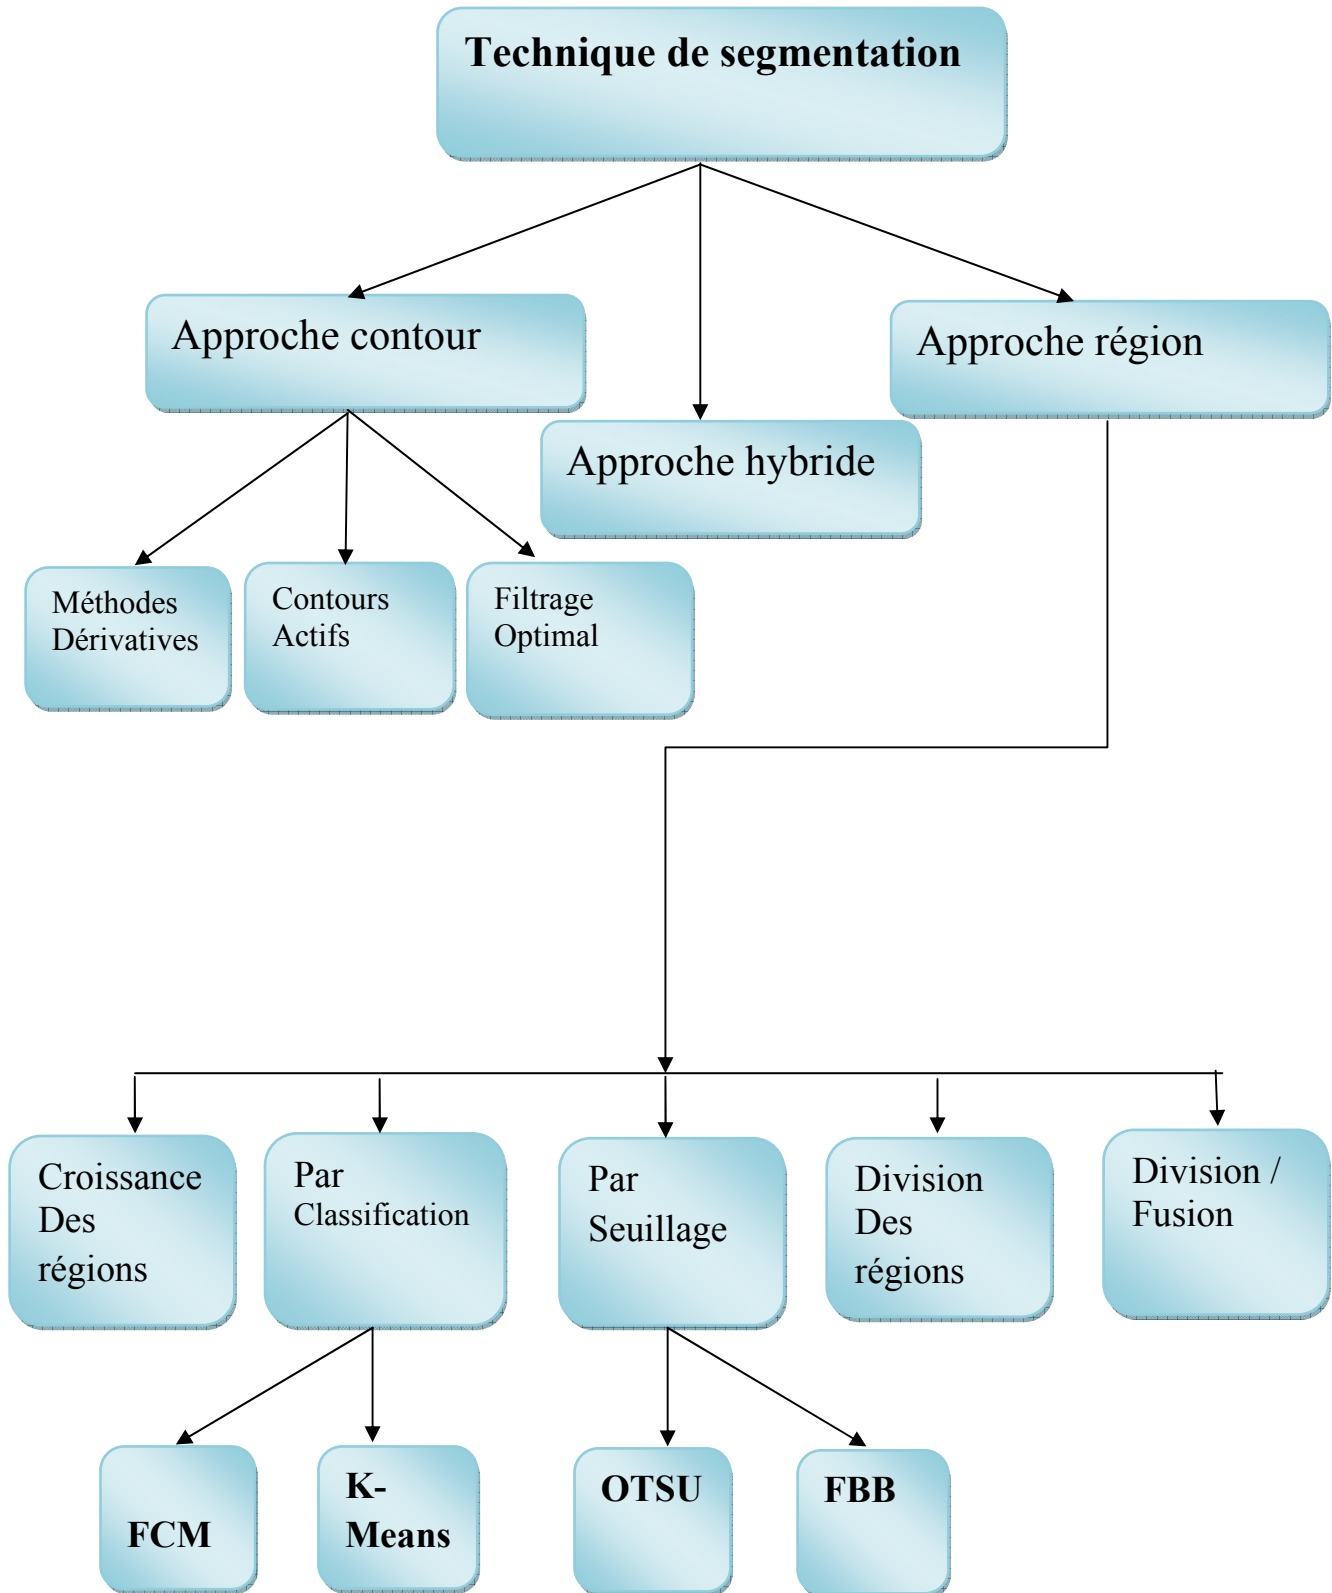 Technique de segmentation
Approche contour
Approche région
Approche hybride
Méthodes
Dérivatives
Contours
Actifs
Filtrage
Optimal
Croissance
Des
régions
Par
Classification
Par
Seuillage
Division
Des
régions
Division /
Fusion
FCM
K-
Means
OTSU
FBB